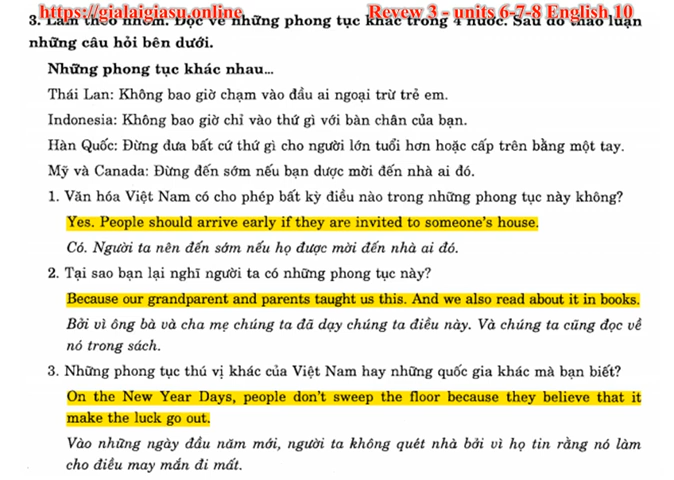 https://gialaigiasu.online Revew 3 - units 6-7-8 English 10
3. Làm theo nhóm. Đọc về những phong tục khác trong 4 nước. Sau đó thảo luận
những câu hỏi bên dưới.
Những phong tục khác nhau...
Thái Lan: Không bao giờ chạm vào đầu ai ngoại trừ trẻ em.
Indonesia: Không bao giờ chỉ vào thứ gì với bàn chân của bạn.
Hàn Quốc: Đừng đưa bất cứ thứ gì cho người lớn tuổi hơn hoặc cấp trên bằng một tay.
Mỹ và Canada: Đừng đến sớm nếu bạn dược mời đến nhà ai đó.
1. Văn hóa Việt Nam có cho phép bất kỳ điều nào trong những phong tục này không?
Yes. People should arrive early if they are invited to someone's house.
Có. Người ta nên đến sớm nếu họ được mời đến nhà ai đó.
2. Tại sao bạn lại nghĩ người ta có những phong tục này?
Because our grandparent and parents taught us this. And we also read about it in books.
Bởi vì ông bà và cha mẹ chúng ta đã dạy chúng ta điều này. Và chúng ta cũng đọc về
nó trong sách.
3. Những phong tục thú vị khác của Việt Nam hay những quốc gia khác mà bạn biết?
On the New Year Days, people don't sweep the floor because they believe that it
make the luck go out.
Vào những ngày đầu năm mới, người ta không quét nhà bởi vì họ tin rằng nó làm
cho điều may mắn đi mất.